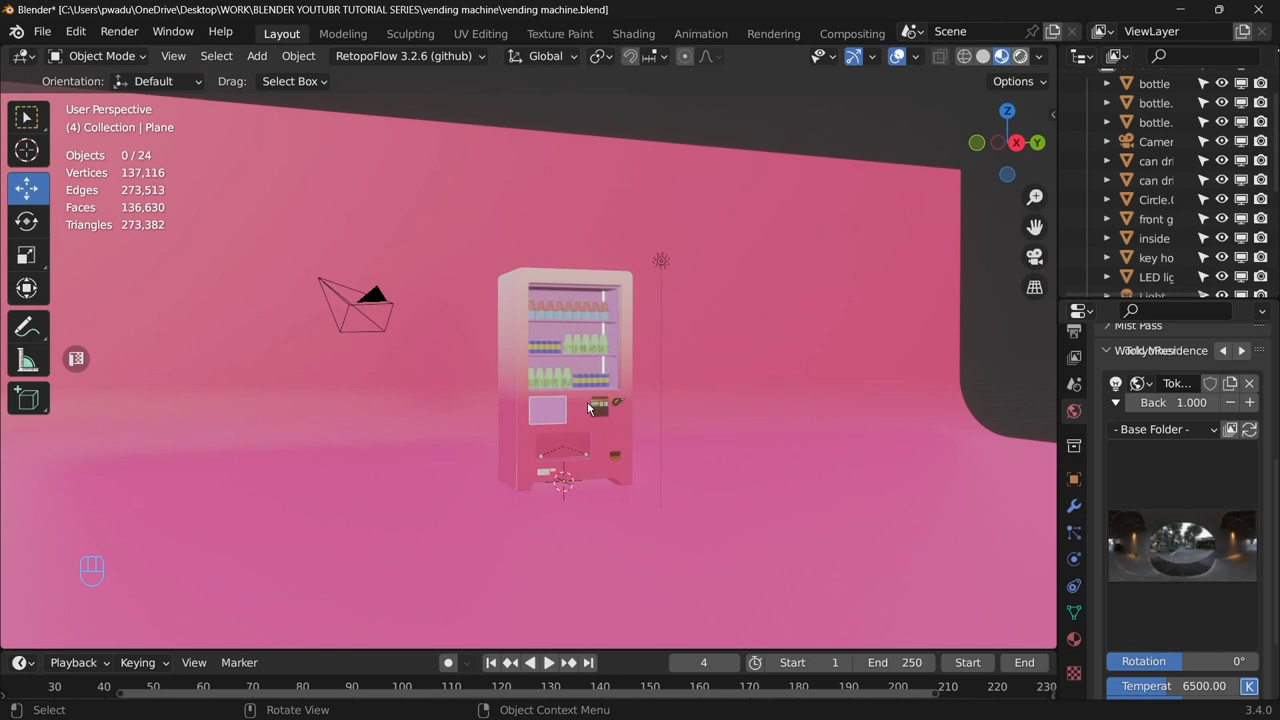 Blender* [C:\Users\pwadu\OneDrive\Desktop\WORK\BLENDER YOUTUBR TUTORIAL SERIES\vending machine\vending machine.blend]
File Edit Render Window Help Layout Modeling Sculpting UV Editing Texture Paint Shading Animation Rendering Compositing Scene ViewLayer
Object Mode View Select Add Object RetopoFlow 3.2.6 (github) Global
Orientation: Default Drag: Select Box Options
User Perspective
(4) Collection | Plane
Objects 0 / 24
Vertices 137,116
Edges 273,513
Faces 136,630
Triangles 273,382
Z
X Y
bottle
bottle.
bottle.
Camer
can dri
can dri
Circle.(
front g
inside
key ho
LED lig
Light
Mist Pass
Tok...
Back 1.000
- Base Folder -
Rotation 0°
Temperat 6500.00 K
Playback Keying View Marker 4 Start 1 End 250 Start End
30 40 50 60 70 80 90 100 110 120 130 140 150 160 170 180 190 200 210 220 230
Select Rotate View Object Context Menu 3.4.0